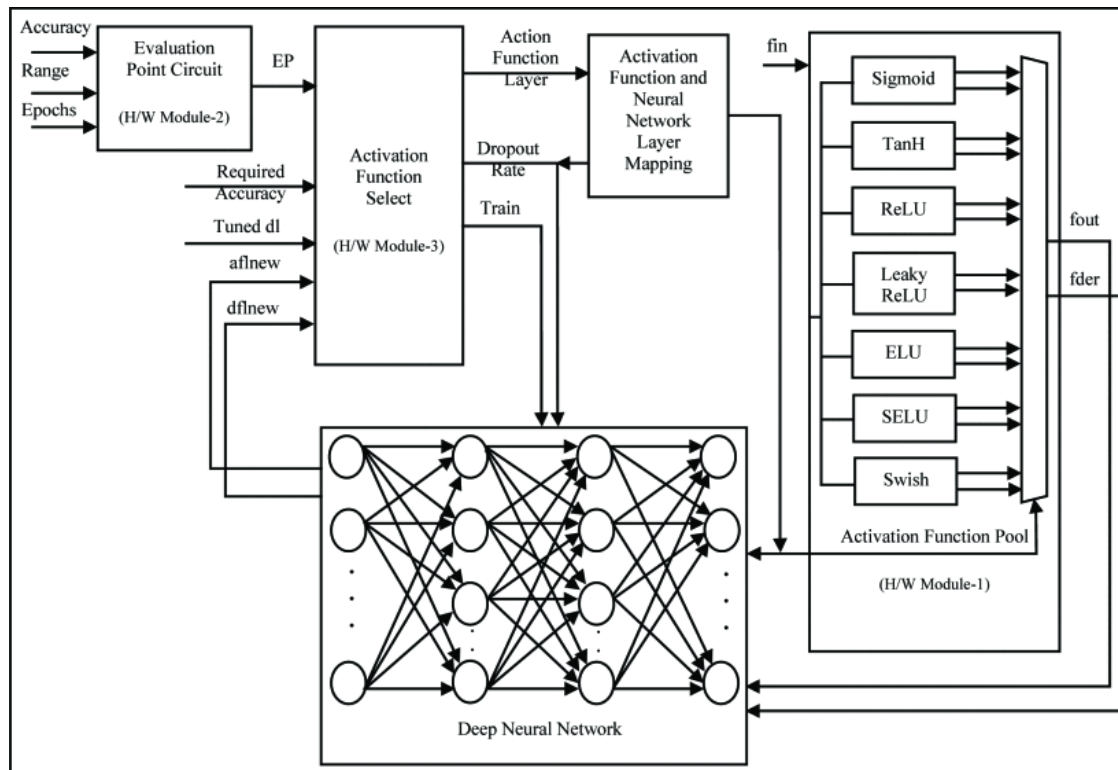 Accuracy
Range
Epochs
Evaluation
Point Circuit
(H/W Module-2)
EP
Required
Accuracy
Tuned dl
aflnew
dflnew
Activation
Function
Select
(H/W Module-3)
Action
Function
Layer
Dropout
Rate
Train
Activation
Function and
Neural
Network
Layer
Mapping
fin
Sigmoid
TanH
ReLU
Leaky
ReLU
ELU
SELU
Swish
fout
fder
Activation Function Pool
(H/W Module-1)
Deep Neural Network